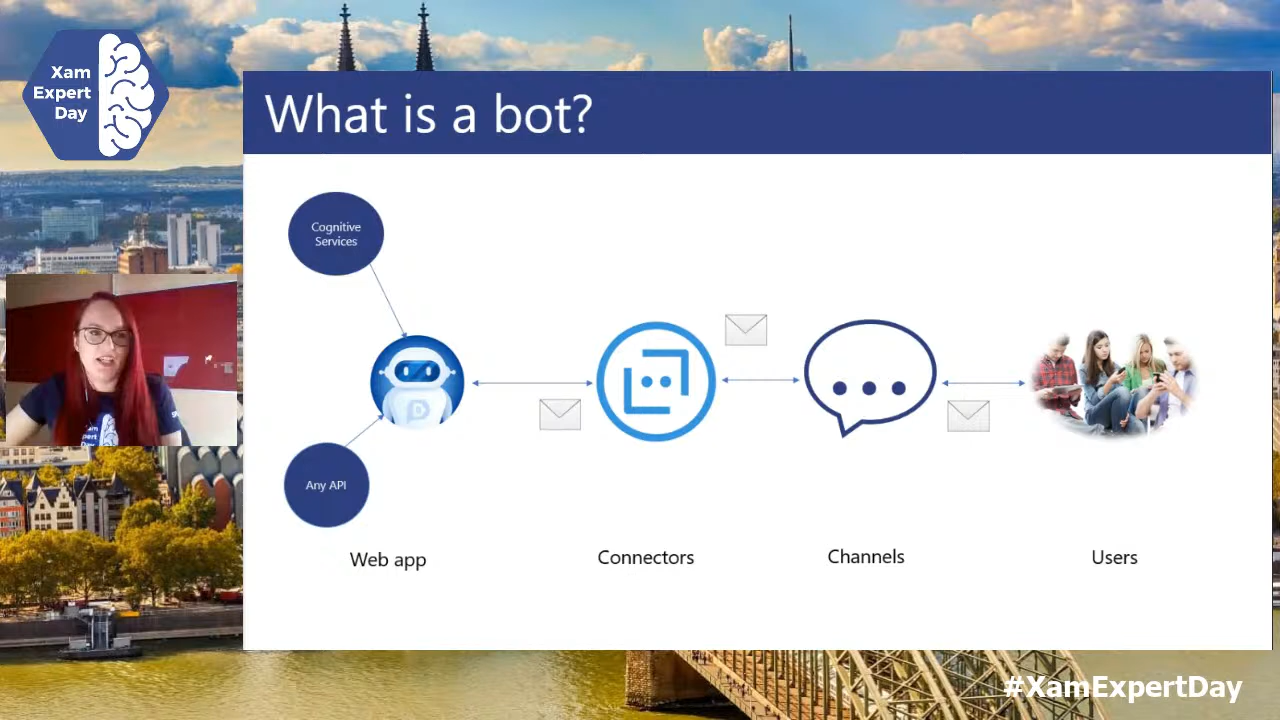 Xam
Expert
Day
What is a bot?
Cognitive
Services
Any API
Web app
Connectors
Channels
Users
#XamExpertDay